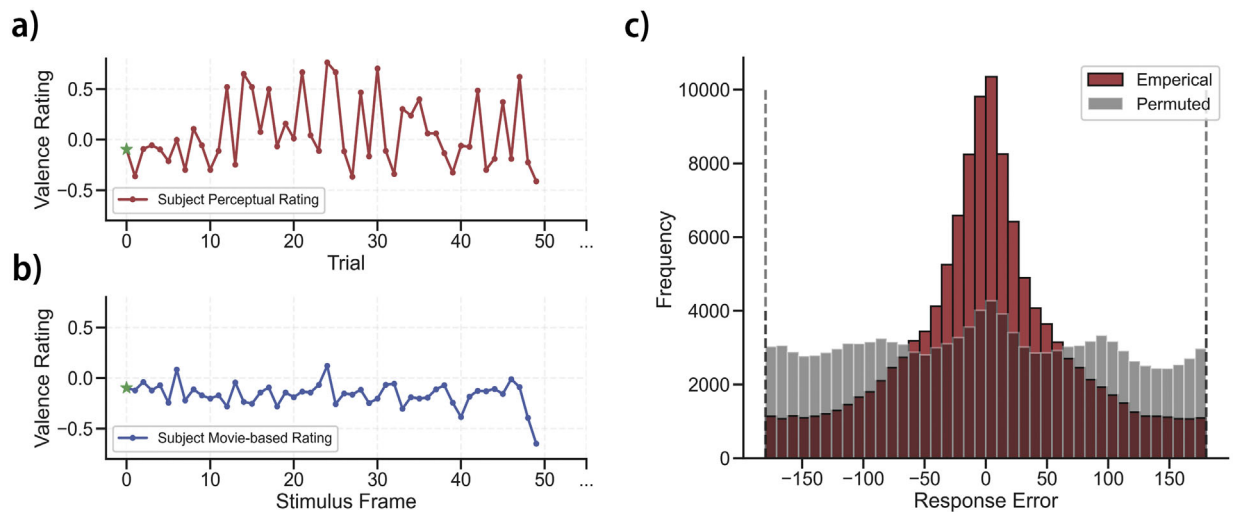 a)
Valence Rating
0.5
0.0
−0.5
Subject Perceptual Rating
0 10 20 30 40 50 ...
Trial
b)
Valence Rating
0.5
0.0
−0.5
Subject Movie-based Rating
0 10 20 30 40 50 ...
Stimulus Frame
c)
Frequency
10000
8000
6000
4000
2000
0
Emperical
Permuted
−150 −100 −50 0 50 100 150
Response Error